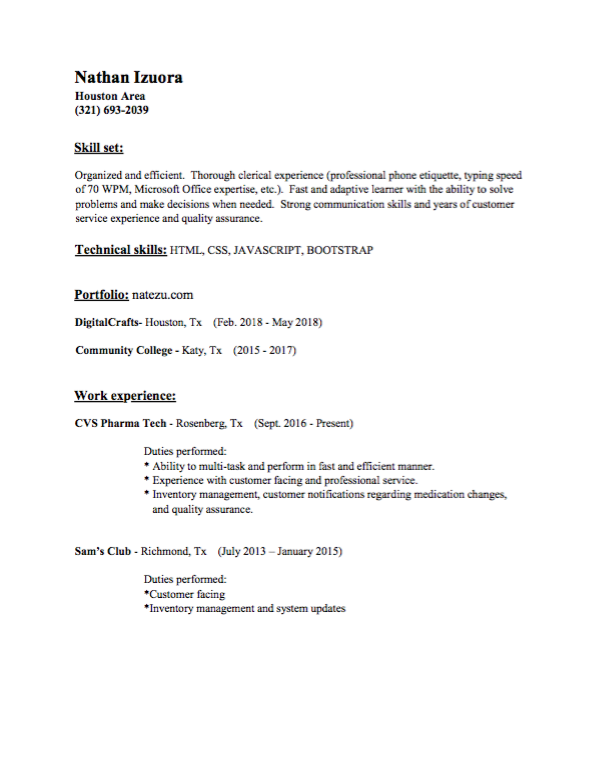 Nathan Izuora
Houston Area
(321) 693-2039
Skill set:
Organized and efficient. Thorough clerical experience (professional phone etiquette, typing speed
of 70 WPM, Microsoft Office expertise, etc.). Fast and adaptive learner with the ability to solve
problems and make decisions when needed. Strong communication skills and years of customer
service experience and quality assurance.
Technical skills: HTML, CSS, JAVASCRIPT, BOOTSTRAP
Portfolio: natezu.com
DigitalCrafts- Houston, Tx (Feb. 2018 - May 2018)
Community College - Katy, Tx (2015 - 2017)
Work experience:
CVS Pharma Tech - Rosenberg, Tx (Sept. 2016 - Present)
Duties performed:
* Ability to multi-task and perform in fast and efficient manner.
* Experience with customer facing and professional service.
* Inventory management, customer notifications regarding medication changes,
and quality assurance.
Sam's Club - Richmond, Tx (July 2013 – January 2015)
Duties performed:
*Customer facing
*Inventory management and system updates